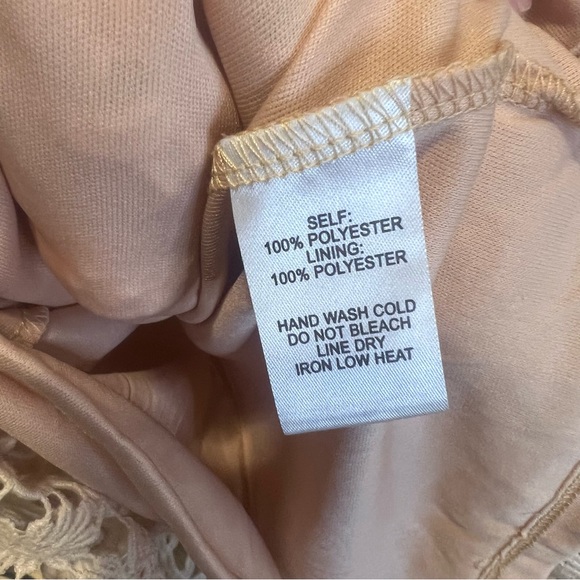 SELF:
100% POLYESTER
LINING:
100% POLYESTER
HAND WASH COLD
DO NOT BLEACH
LINE DRY
IRON LOW HEAT